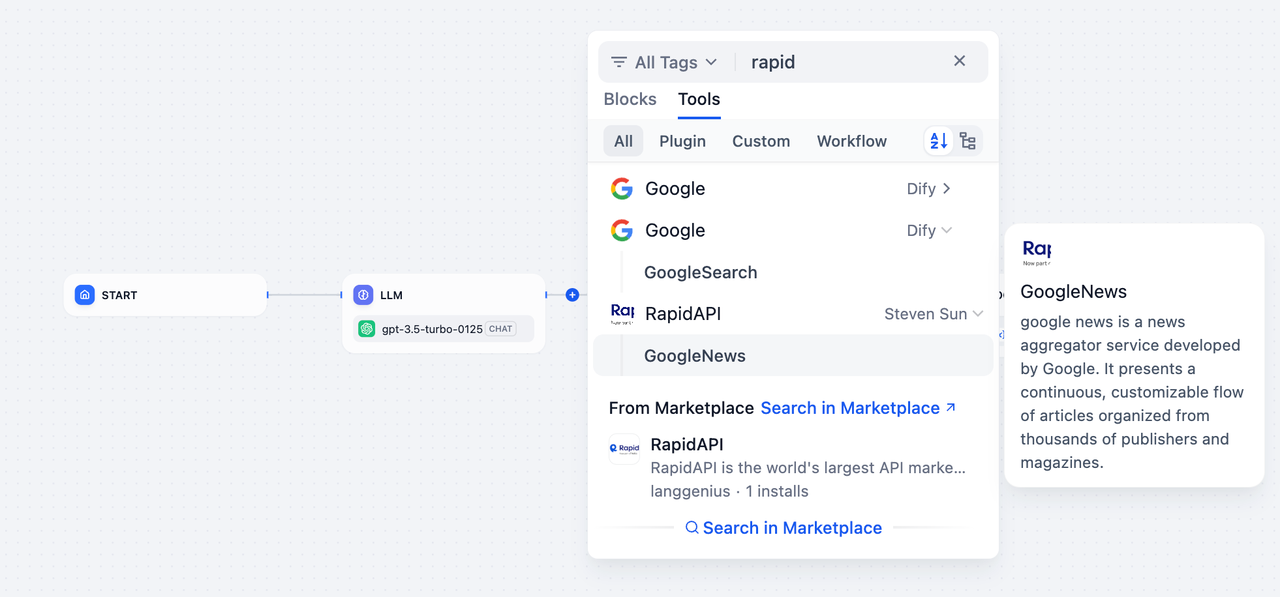 All Tags
rapid
Blocks
Tools
All
Plugin
Custom
Workflow
Google
Dify
Google
Dify
GoogleSearch
RapidAPI
Steven Sun
GoogleNews
From Marketplace Search in Marketplace
RapidAPI
RapidAPI is the world's largest API marke...
langgenius · 1 installs
Search in Marketplace
START
LLM
gpt-3.5-turbo-0125 CHAT
Rap
Now part
GoogleNews
google news is a news
aggregator service developed
by Google. It presents a
continuous, customizable flow
of articles organized from
thousands of publishers and
magazines.